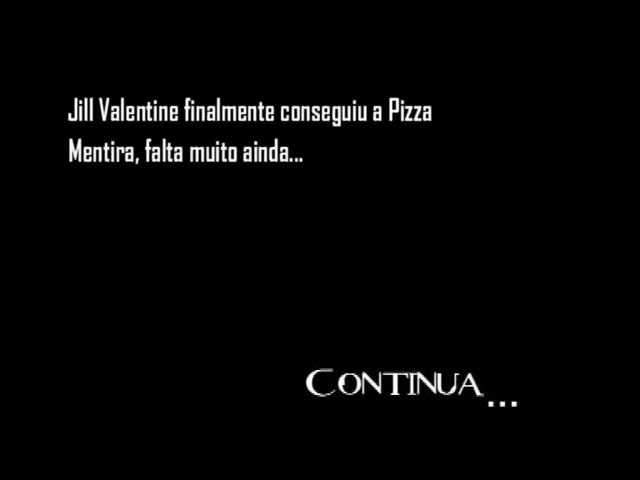 Jill Valentine finalmente conseguiu a Pizza
Mentira, falta muito ainda...
Continua...